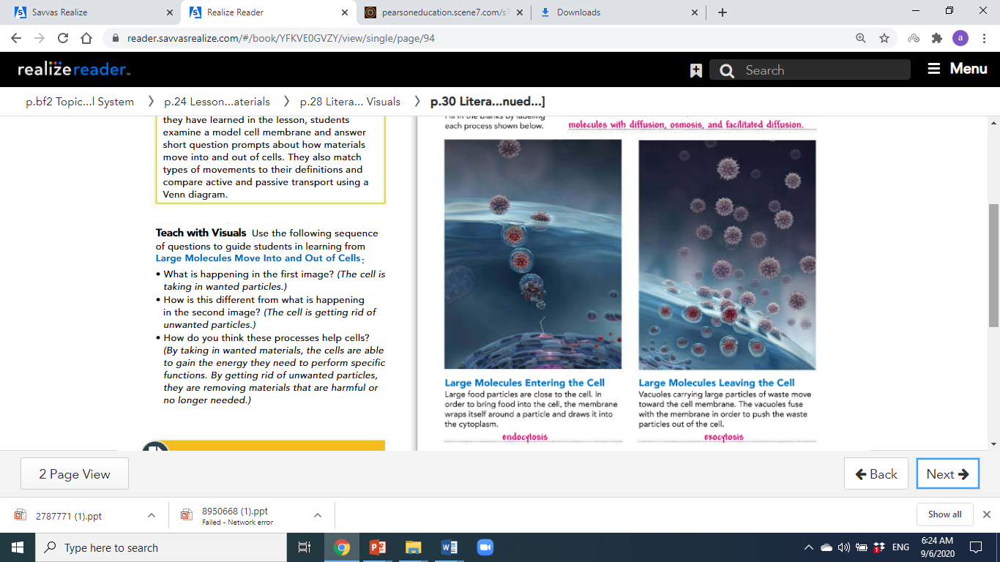 Savvas Realize
Realize Reader
pearsoneducation.scene7.com/s7
Downloads
reader.savvasrealize.com/#/book/YFKVE0GVZY/view/single/page/94
a
realizereader
Search
Menu
p.bf2 Topic...l System
p.24 Lesson...aterials
p.28 Litera... Visuals
p.30 Litera...nued...]
they have learned in the lesson, students
examine a model cell membrane and answer
short question prompts about how materials
move into and out of cells. They also match
types of movements to their definitions and
compare active and passive transport using a
Venn diagram.
Teach with Visuals Use the following sequence
of questions to guide students in learning from
Large Molecules Move Into and Out of Cells:
• What is happening in the first image? (The cell is
taking in wanted particles.)
• How is this different from what is happening
in the second image? (The cell is getting rid of
unwanted particles.)
• How do you think these processes help cells?
(By taking in wanted materials, the cells are able
to gain the energy they need to perform specific
functions. By getting rid of unwanted particles,
they are removing materials that are harmful or
no longer needed.)
Fill in the blanks by labeling
each process shown below.
molecules with diffusion, osmosis, and facilitated diffusion.
Large Molecules Entering the Cell
Large food particles are close to the cell. In
order to bring food into the cell, the membrane
wraps itself around a particle and draws it into
the cytoplasm.
endocytosis
Large Molecules Leaving the Cell
Vacuoles carrying large particles of waste move
toward the cell membrane. The vacuoles fuse
with the membrane in order to push the waste
particles out of the cell.
exocytosis
2 Page View
Back
Next
2787771 (1).ppt
8950668 (1).ppt
Failed - Network error
Show all
Type here to search
ENG
6:24 AM
9/6/2020